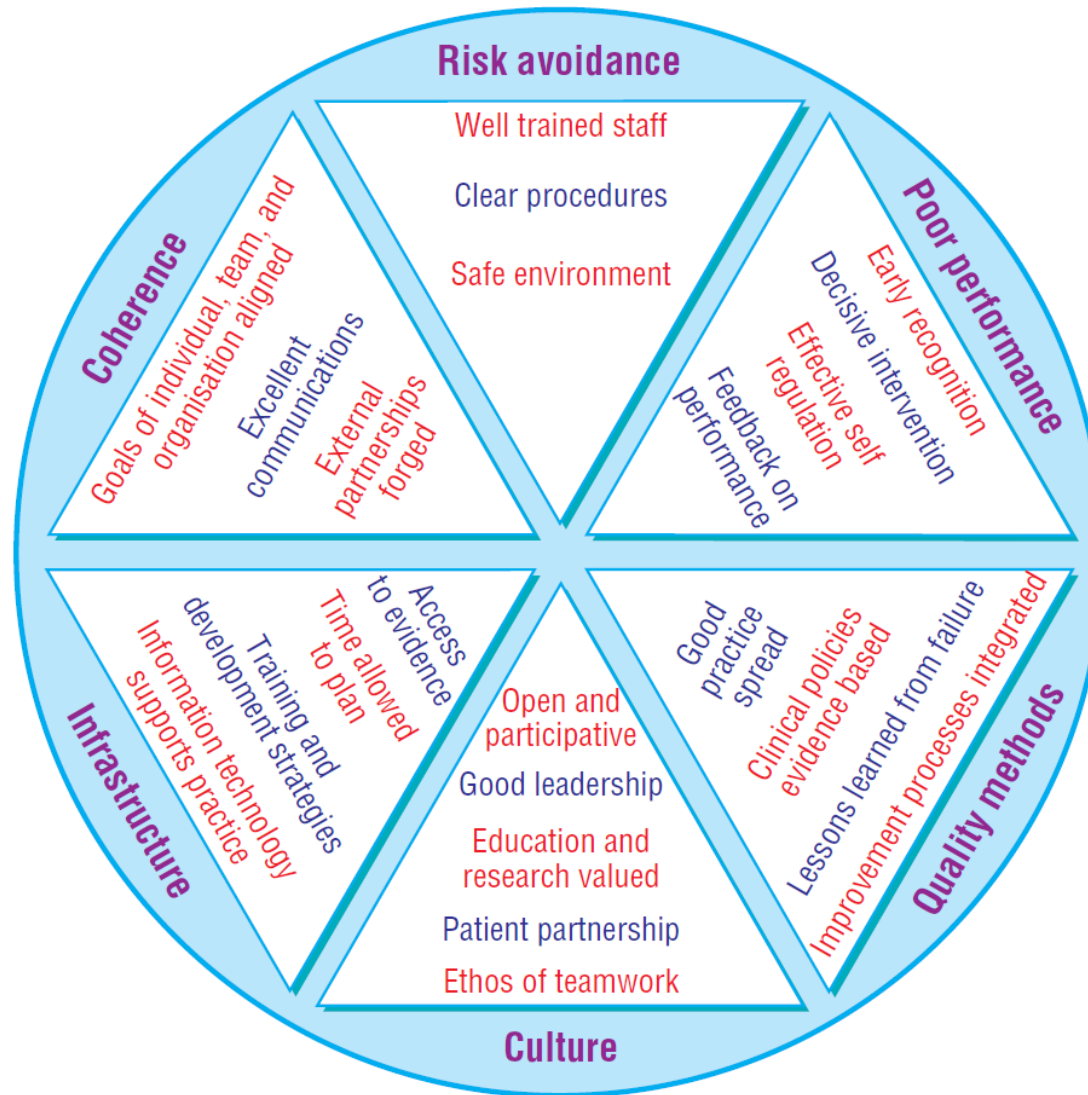 Risk avoidance
Well trained staff
Clear procedures
Safe environment
Poor performance
Early recognition
Decisive intervention
Effective self
regulation
Feedback on
performance
Quality methods
Good
practice
spread
Clinical policies
evidence based
Lessons learned from failure
Improvement processes integrated
Culture
Open and
participative
Good leadership
Education and
research valued
Patient partnership
Ethos of teamwork
Infrastructure
Access
to evidence
Time allowed
to plan
Training and
development strategies
Information technology
supports practice
Coherence
Goals of individual, team, and
organisation aligned
Excellent
communications
External
partnerships
forged